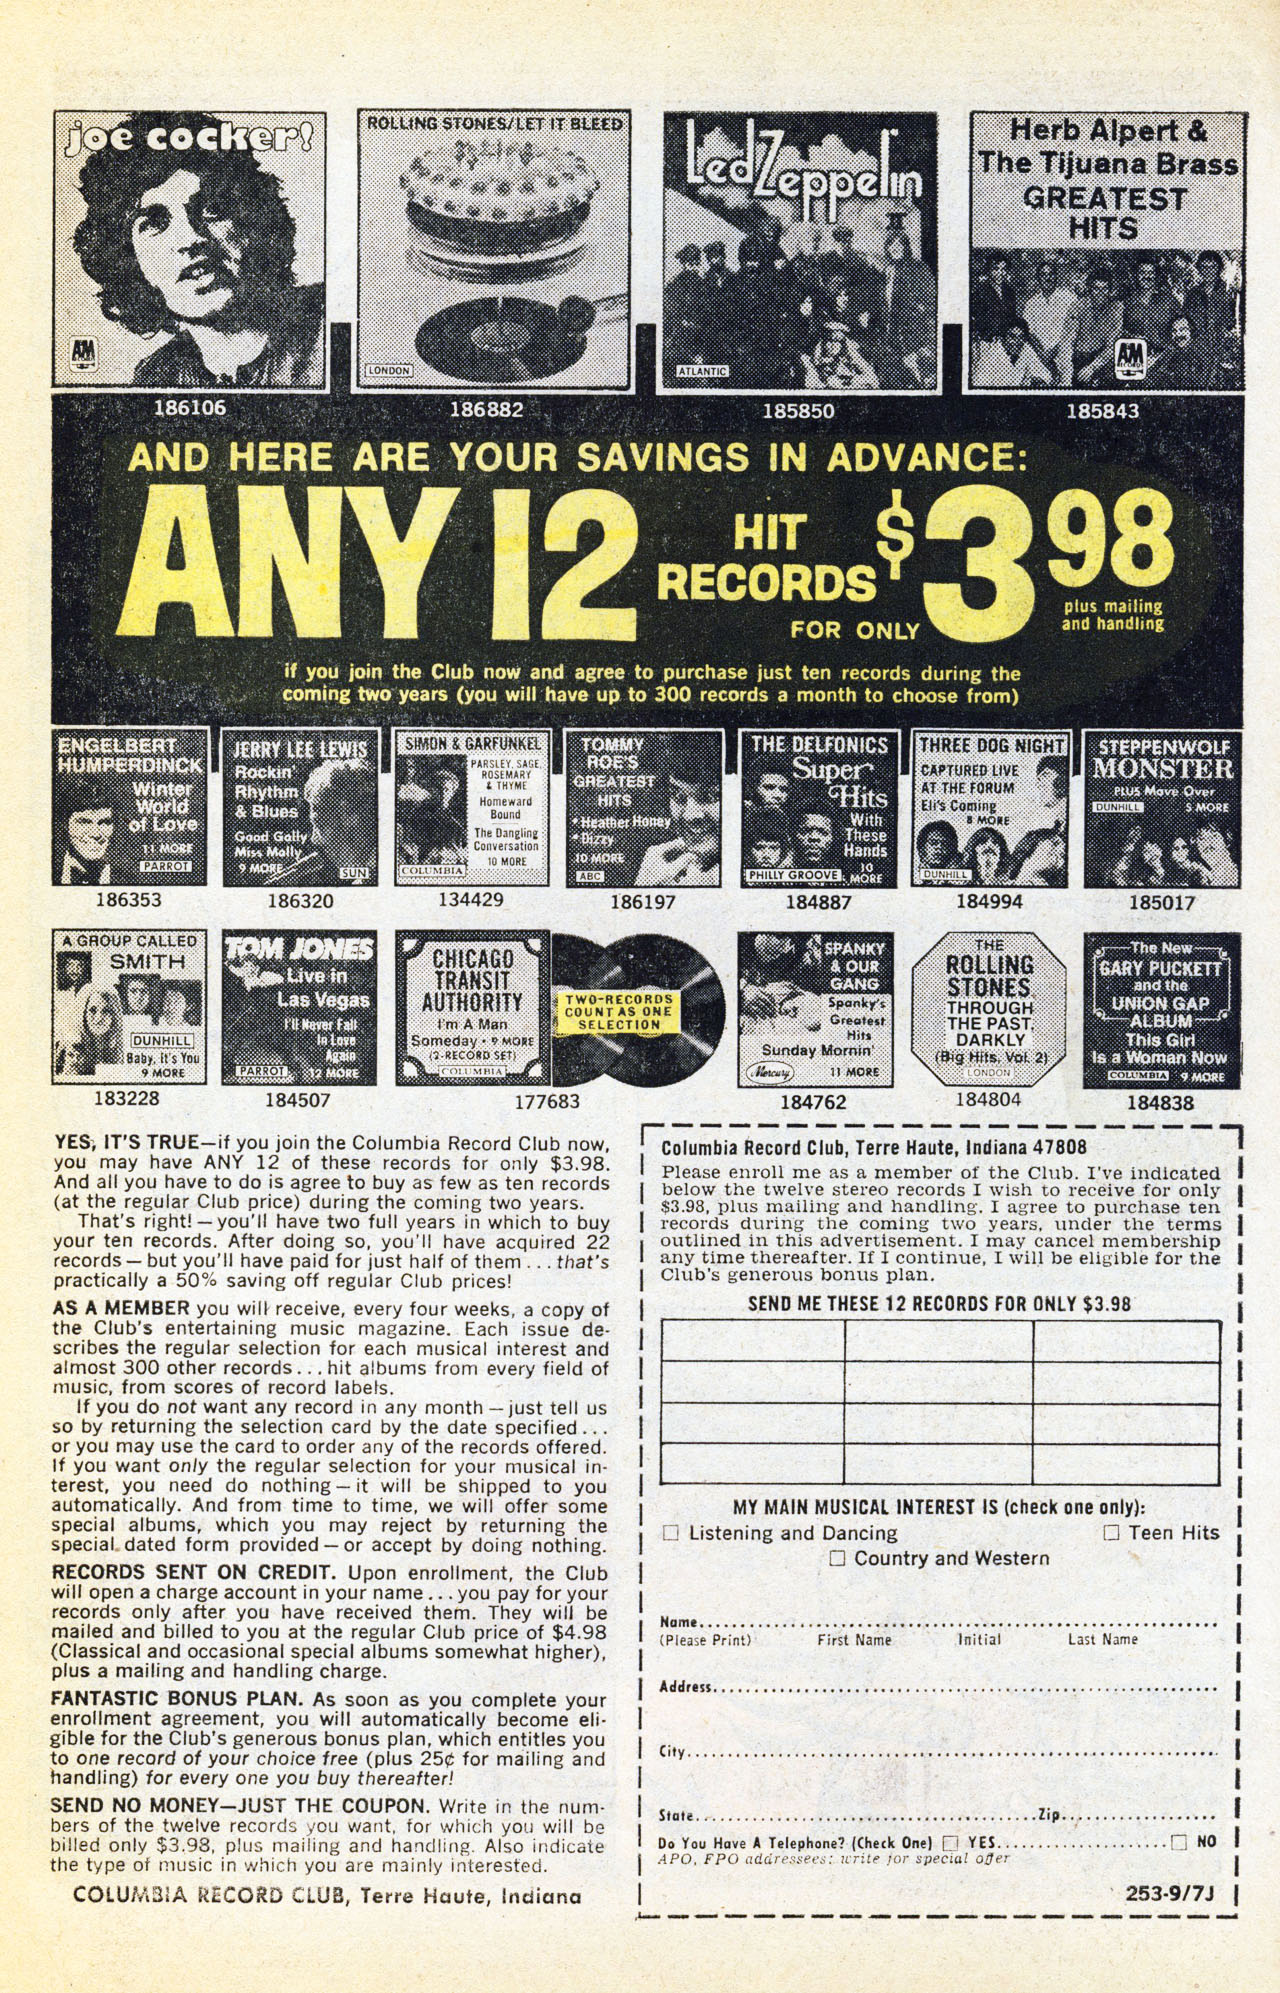 joe cocker!
AM
RECORDS
186106
ROLLING STONES/LET IT BLEED
LONDON
186882
Led Zeppelin
ATLANTIC
185850
Herb Alpert &
The Tijuana Brass
GREATEST
HITS
AM
RECORDS
185843
AND HERE ARE YOUR SAVINGS IN ADVANCE:
ANY 12 HIT RECORDS FOR ONLY $3.98
plus mailing
and handling
if you join the Club now and agree to purchase just ten records during the
coming two years (you will have up to 300 records a month to choose from)
ENGELBERT
HUMPERDINCK
Winter
World
of Love
11 MORE
PARROT
186353
JERRY LEE LEWIS
Rockin'
Rhythm
& Blues
Good Golly
Miss Molly
9 MORE
SUN
186320
SIMON & GARFUNKEL
PARSLEY, SAGE,
ROSEMARY
& THYME
Homeward
Bound
The Dangling
Conversation
10 MORE
COLUMBIA
134429
TOMMY
ROE'S
GREATEST
HITS
• Heather Honey
• Dizzy
10 MORE
ABC
186197
THE DELFONICS
Super
Hits
With
These
Hands
10
MORE
PHILLY GROOVE
184887
THREE DOG NIGHT
CAPTURED LIVE
AT THE FORUM
Eli's Coming
8 MORE
DUNHILL
184994
STEPPENWOLF
MONSTER
PLUS Move Over
DUNHILL 5 MORE
185017
A GROUP CALLED
SMITH
DUNHILL
Baby, it's You
9 MORE
183228
TOM JONES
Live in
Las Vegas
I'll Never Fall
In Love
Again
PARROT 12 MORE
184507
CHICAGO
TRANSIT
AUTHORITY
I'm A Man
Someday • 9 MORE
(2-RECORD SET)
COLUMBIA
TWO-RECORDS
COUNT AS ONE
SELECTION
177683
SPANKY
& OUR
GANG
Spanky's
Greatest
Hits
Sunday Mornin'
Mercury 11 MORE
184762
THE
ROLLING
STONES
THROUGH
THE PAST,
DARKLY
(Big Hits, Vol. 2)
LONDON
184804
The New
GARY PUCKETT
and the
UNION GAP
ALBUM
This Girl
Is a Woman Now
COLUMBIA 9 MORE
184838
YES, IT'S TRUE—if you join the Columbia Record Club now,
you may have ANY 12 of these records for only $3.98.
And all you have to do is agree to buy as few as ten records
(at the regular Club price) during the coming two years.
That's right! — you'll have two full years in which to buy
your ten records. After doing so, you'll have acquired 22
records — but you'll have paid for just half of them . . . that's
practically a 50% saving off regular Club prices!
AS A MEMBER you will receive, every four weeks, a copy of
the Club's entertaining music magazine. Each issue de-
scribes the regular selection for each musical interest and
almost 300 other records . . . hit albums from every field of
music, from scores of record labels.
If you do not want any record in any month — just tell us
so by returning the selection card by the date specified . . .
or you may use the card to order any of the records offered.
If you want only the regular selection for your musical in-
terest, you need do nothing — it will be shipped to you
automatically. And from time to time, we will offer some
special albums, which you may reject by returning the
special dated form provided — or accept by doing nothing.
RECORDS SENT ON CREDIT. Upon enrollment, the Club
will open a charge account in your name . . . you pay for your
records only after you have received them. They will be
mailed and billed to you at the regular Club price of $4.98
(Classical and occasional special albums somewhat higher),
plus a mailing and handling charge.
FANTASTIC BONUS PLAN. As soon as you complete your
enrollment agreement, you will automatically become eli-
gible for the Club's generous bonus plan, which entitles you
to one record of your choice free (plus 25¢ for mailing and
handling) for every one you buy thereafter!
SEND NO MONEY—JUST THE COUPON. Write in the num-
bers of the twelve records you want, for which you will be
billed only $3.98, plus mailing and handling. Also indicate
the type of music in which you are mainly interested.
COLUMBIA RECORD CLUB, Terre Haute, Indiana
Columbia Record Club, Terre Haute, Indiana 47808
Please enroll me as a member of the Club. I've indicated
below the twelve stereo records I wish to receive for only
$3.98, plus mailing and handling. I agree to purchase ten
records during the coming two years, under the terms
outlined in this advertisement. I may cancel membership
any time thereafter. If I continue, I will be eligible for the
Club's generous bonus plan.
SEND ME THESE 12 RECORDS FOR ONLY $3.98
MY MAIN MUSICAL INTEREST IS (check one only):
☐ Listening and Dancing ☐ Teen Hits
☐ Country and Western
Name
(Please Print) First Name Initial Last Name
Address
City
State Zip
Do You Have A Telephone? (Check One) ☐ YES ☐ NO
APO, FPO addressees: write for special offer
253-9/7J